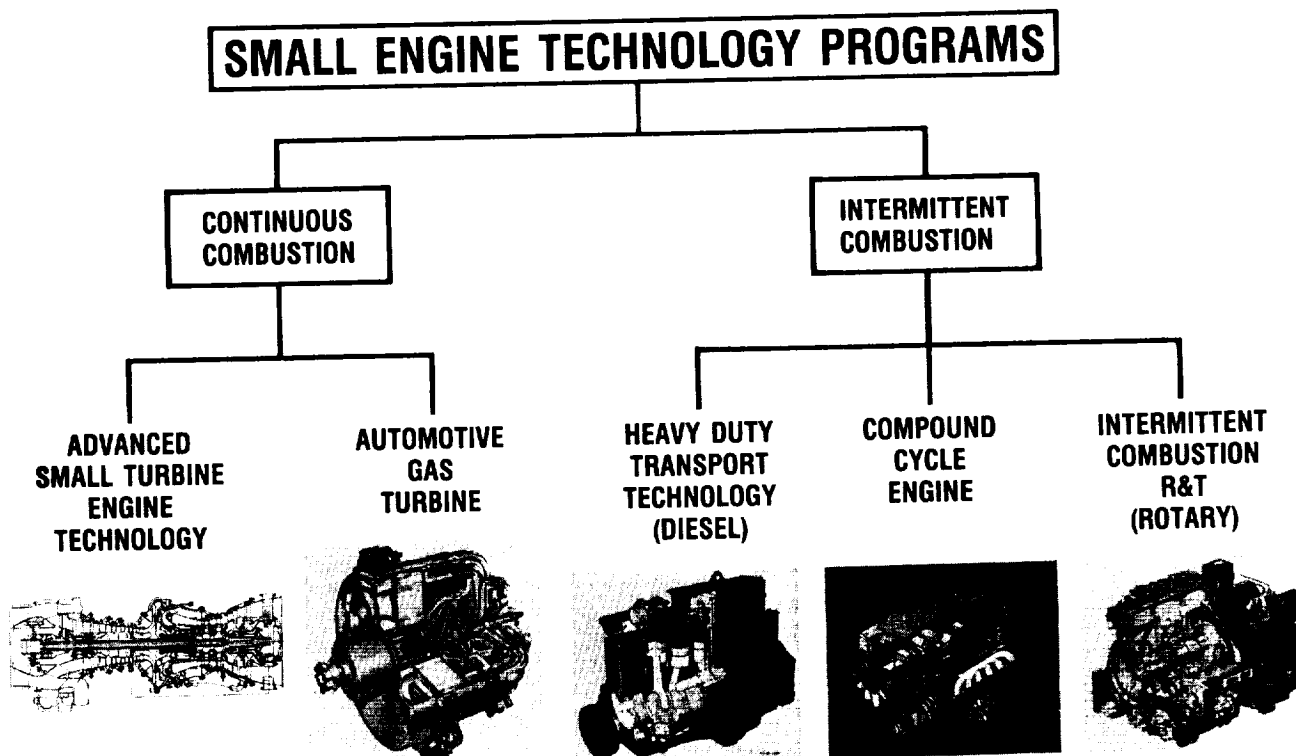 SMALL ENGINE TECHNOLOGY PROGRAMS
CONTINUOUS
COMBUSTION
INTERMITTENT
COMBUSTION
ADVANCED
SMALL TURBINE
ENGINE
TECHNOLOGY
AUTOMOTIVE
GAS
TURBINE
HEAVY DUTY
TRANSPORT
TECHNOLOGY
(DIESEL)
COMPOUND
CYCLE
ENGINE
INTERMITTENT
COMBUSTION
R&T
(ROTARY)